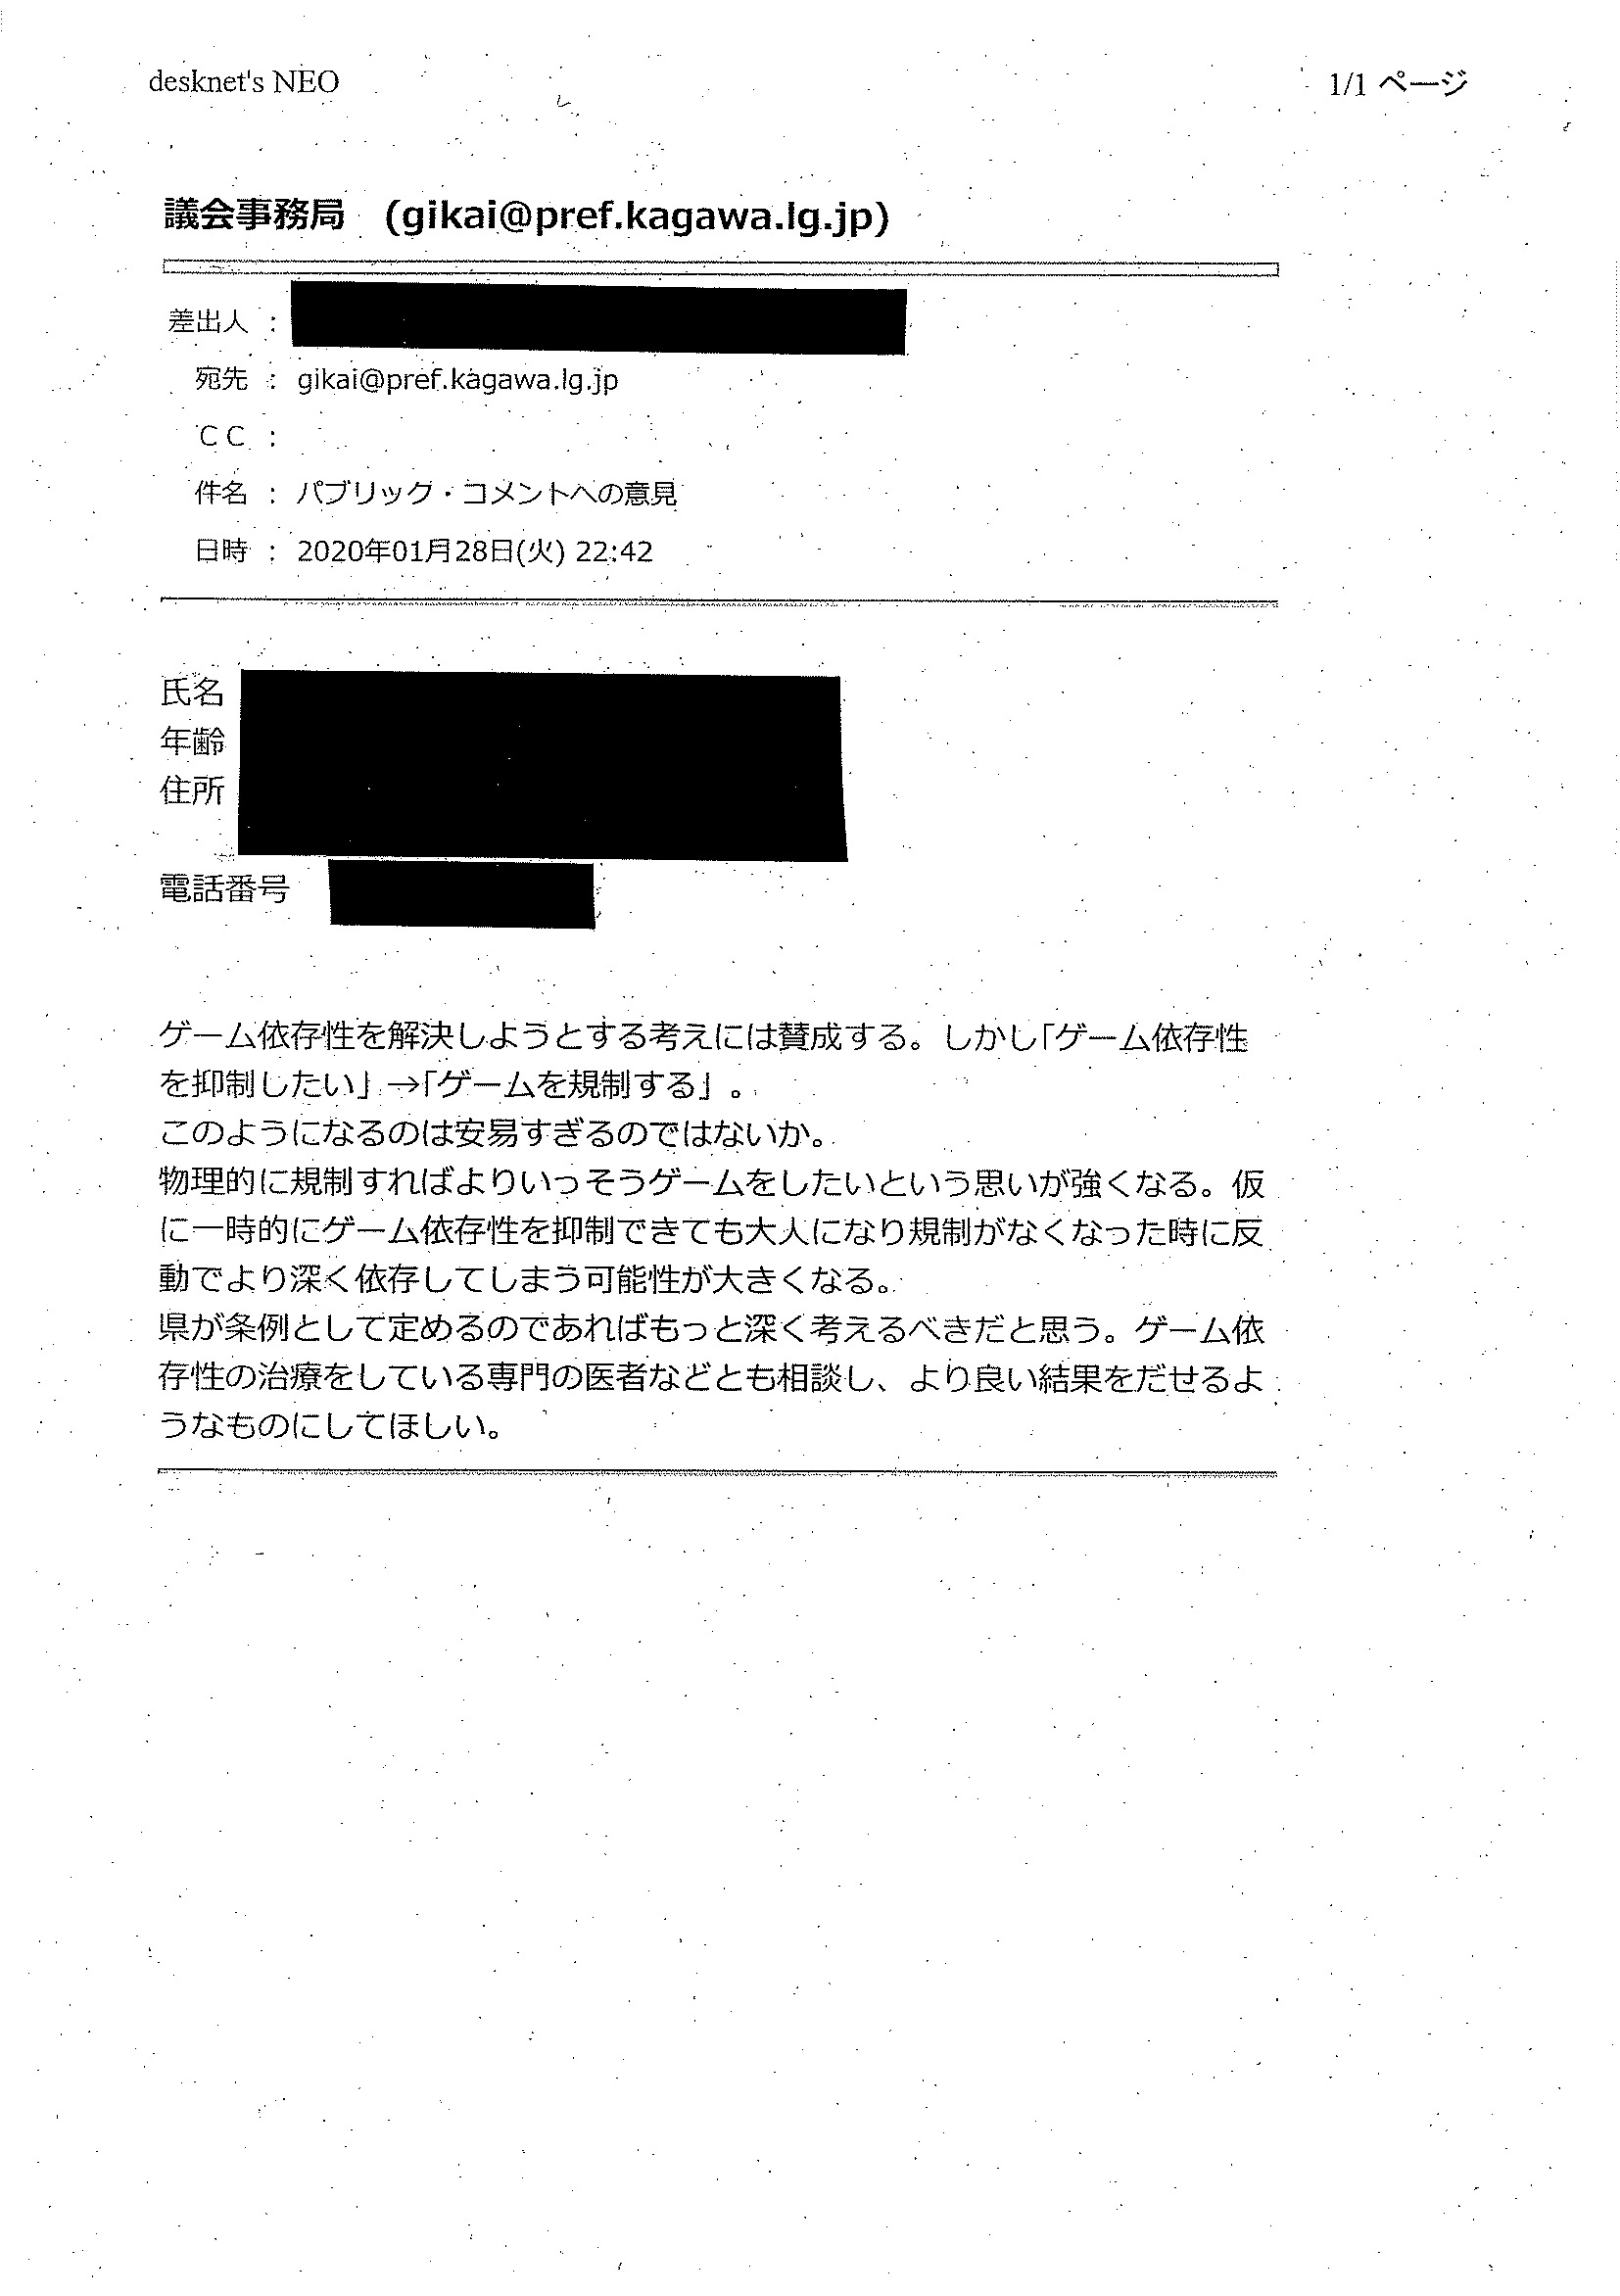 desknet's NEO
1/1 ページ
議会事務局 (gikai@pref.kagawa.lg.jp)
差出人 :
宛先 : gikai@pref.kagawa.lg.jp
CC :
件名 : パブリック・コメントへの意見
日時 : 2020年01月28日(火) 22:42
氏名
年齢
住所
電話番号
ゲーム依存性を解決しようとする考えには賛成する。しかし「ゲーム依存性
を抑制したい」→「ゲームを規制する」。
このようになるのは安易すぎるのではないか。
物理的に規制すればよりいっそうゲームをしたいという思いが強くなる。仮
に一時的にゲーム依存性を抑制できても大人になり規制がなくなった時に反
動でより深く依存してしまう可能性が大きくなる。
県が条例として定めるのであればもっと深く考えるべきだと思う。ゲーム依
存性の治療をしている専門の医者などとも相談し、より良い結果をだせるよ
うなものにしてほしい。